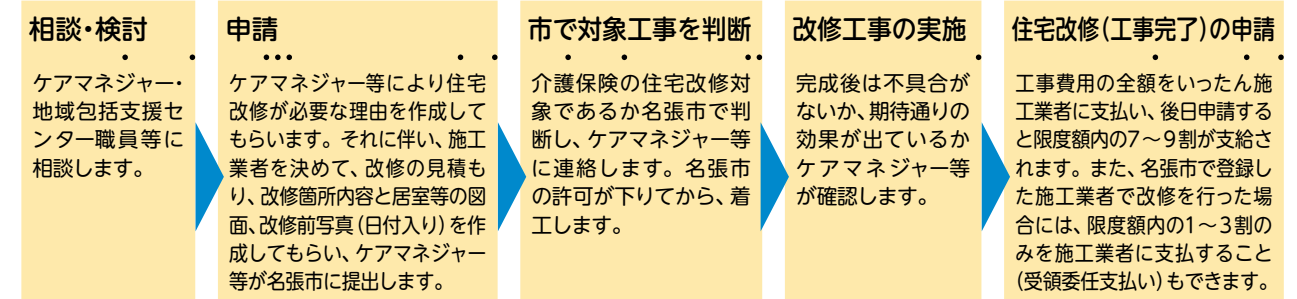 相談・検討
ケアマネジャー・
地域包括支援セ
ンター職員等に
相談します。
申請
ケアマネジャー等により住宅
改修が必要な理由を作成して
もらいます。それに伴い、施工
業者を決めて、改修の見積も
り、改修箇所内容と居室等の図
面、改修前写真(日付入り)を作
成してもらい、ケアマネジャー
等が名張市に提出します。
市で対象工事を判断
介護保険の住宅改修対
象であるか名張市で判
断し、ケアマネジャー等
に連絡します。名張市
の許可が下りてから、着
工します。
改修工事の実施
完成後は不具合が
ないか、期待通りの
効果が出ているか
ケアマネジャー等
が確認します。
住宅改修(工事完了)の申請
工事費用の全額をいったん施
工業者に支払い、後日申請する
と限度額内の7～9割が支給さ
れます。また、名張市で登録し
た施工業者で改修を行った場
合には、限度額内の1～3割の
みを施工業者に支払すること
(受領委任支払い)もできます。